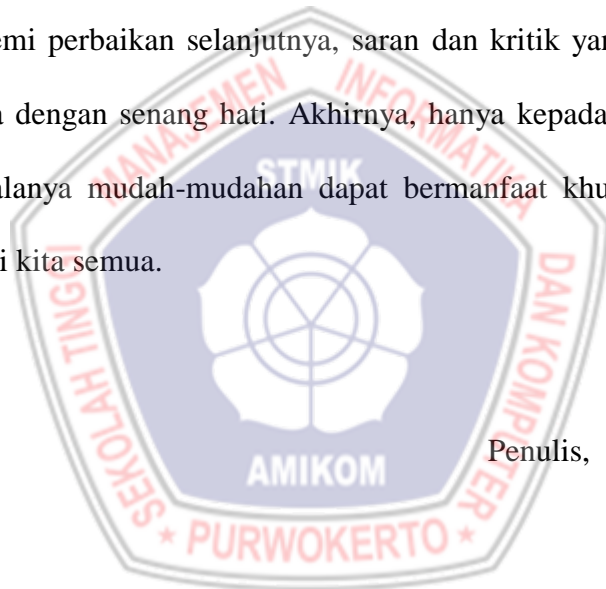 emi perbaikan selanjutnya, saran dan kritik yan
a dengan senang hati. Akhirnya, hanya kepada
alanya mudah-mudahan dapat bermanfaat khu
i kita semua.
Penulis,
SEKOLAH TINGGI MANAJEMEN INFORMATIKA DAN KOMPUTER
STMIK
AMIKOM
* PURWOKERTO *